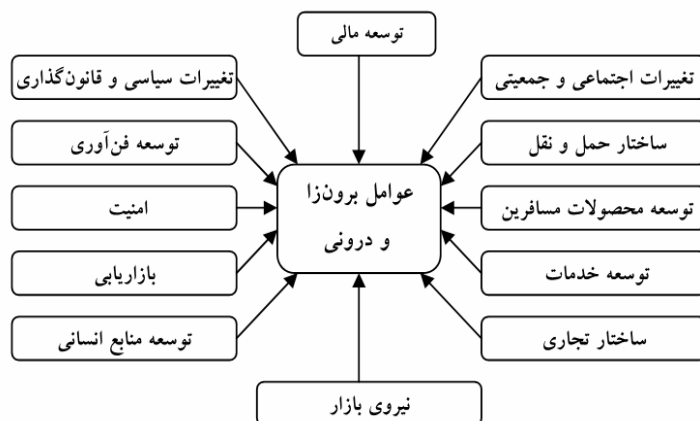 توسعه مالی
تغییرات اجتماعی و جمعیتی
تغییرات سیاسی و قانون‌گذاری
ساختار حمل و نقل
توسعه فن‌آوری
عوامل برون‌زا
و درونی
توسعه محصولات مسافرین
امنیت
توسعه خدمات
بازاریابی
ساختار تجاری
توسعه منابع انسانی
نیروی بازار